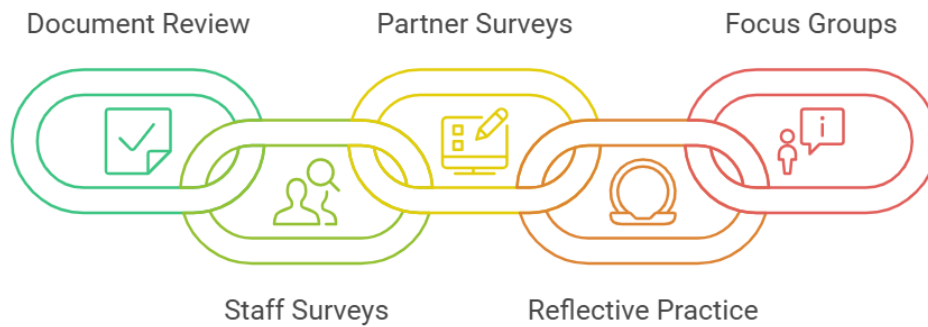 Document Review
Partner Surveys
Focus Groups
i
Staff Surveys
Reflective Practice